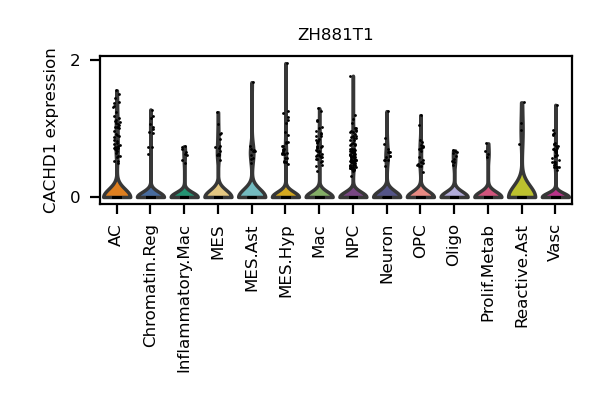 ZH881T1
CACHD1 expression
2
0
AC
Chromatin.Reg
Inflammatory.Mac
MES
MES.Ast
MES.Hyp
Mac
NPC
Neuron
OPC
Oligo
Prolif.Metab
Reactive.Ast
Vasc